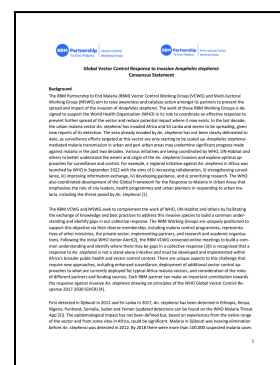 RBM Partnership
To End Malaria
Vector Control
Working Group
RBM Partnership
To End Malaria
Multi-Sectoral
Working Group
Global Vector Control Response to invasive Anopheles stephensi:
Consensus Statement
Background
The RBM Partnership to End Malaria (RBM) Vector Control Working Group (VCWG) and Multi-Sectoral
Working Group (MSWG) aim to raise awareness and catalyze action amongst its partners to prevent the
spread and impact of the invasion of Anopheles stephensi. The work of these RBM Working Groups is de-
signed to support the World Health Organization (WHO) in its role to coordinate an effective response to
prevent further spread of the vector and reduce potential impact where it now exists. In the last decade,
the urban malaria vector An. stephensi has invaded Africa and Sri Lanka and seems to be spreading, given
new reports of its detection. The area already invaded by An. stephensi has not been clearly delineated to
date, as surveillance efforts targeted at this vector are only starting to be scaled up. Anopheles stephensi-
mediated malaria transmission in urban and peri-urban areas may undermine significant progress made
against malaria in the past two decades. Various initiatives are being coordinated by WHO, UN-Habitat and
others to better understand the extent and origin of the An. stephensi invasion and explore optimal ap-
proaches for surveillance and control. For example, a regional initiative against An. stephensi in Africa was
launched by WHO in September 2022 with the aims of i) increasing collaboration, ii) strengthening surveil-
lance, iii) improving information exchange, iv) developing guidance, and v) prioritizing research. The WHO
also coordinated development of the Global Framework for the Response to Malaria in Urban Areas that
emphasizes the role of city leaders, health programmes and urban planners in responding to urban ma-
laria, including the threat posed by An. stephensi [1].
The RBM VCWG and MSWG seek to complement the work of WHO, UN-Habitat and others by facilitating
the exchange of knowledge and best practices to address this invasive species to build a common under-
standing and identify gaps in our collective response. The RBM Working Groups are uniquely positioned to
support this objective via their diverse membership, including malaria control programmes, representa-
tives of other ministries, the private sector, implementing partners, and research and academic organiza-
tions. Following the initial WHO vector Alert[2], the RBM VCWG convened online meetings to build a com-
mon understanding and identify where there may be gaps in a collective response [3]. It is recognised that a
response to An. stephensi is not a stand-alone initiative and must be developed and implemented within
Africa's broader public health and vector control context. There are unique aspects to this challenge that
require new approaches, including enhanced surveillance, deployment of additional vector control ap-
proaches to what are currently deployed for typical Africa malaria vectors, and consideration of the roles
of different partners and funding sources. Each RBM partner can make an important contribution towards
the response against invasive An. stephensi drawing on principles of the WHO Global Vector Control Re-
sponse 2017-2030 (GVCR) [4].
First detected in Djibouti in 2012 and Sri Lanka in 2017, An. stephensi has been detected in Ethiopia, Kenya,
Nigeria, Puntland, Somalia, Sudan and Yemen (updated detections can be found on the WHO Malaria Threat
App [5]). The epidemiological impact has not been defined but, based on experiences from the native range
of the vector and from some sites in Africa, could be significant. Malaria in Djibouti was nearing elimination
before An. stephensi was detected in 2012. By 2018 there were more than 100,000 suspected malaria cases
1